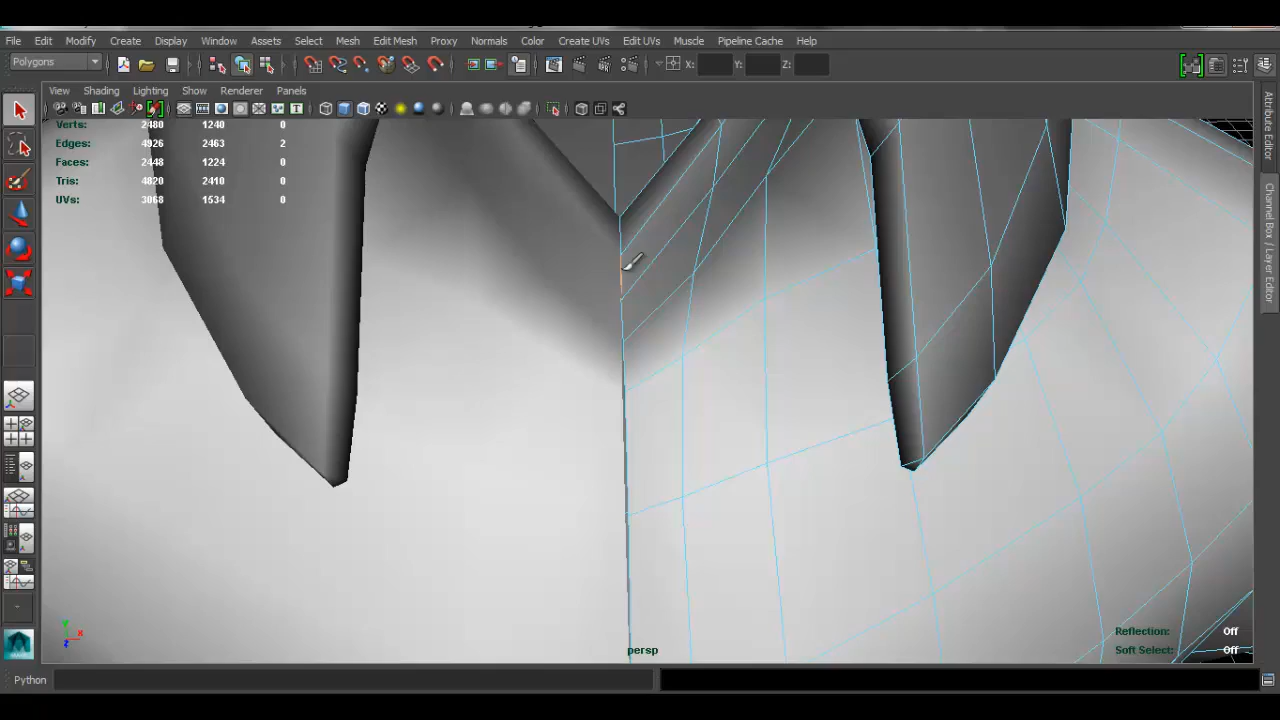 File Edit Modify Create Display Window Assets Select Mesh Edit Mesh Proxy Normals Color Create UVs Edit UVs Muscle Pipeline Cache Help
Polygons X: Y: Z:
View Shading Lighting Show Renderer Panels
Verts: 2480 1240 0
Edges: 4926 2463 2
Faces: 2448 1224 0
Tris: 4820 2410 0
UVs: 3068 1534 0
Attribute Editor
Channel Box / Layer Editor
Reflection: Off
persp Soft Select: Off
Python